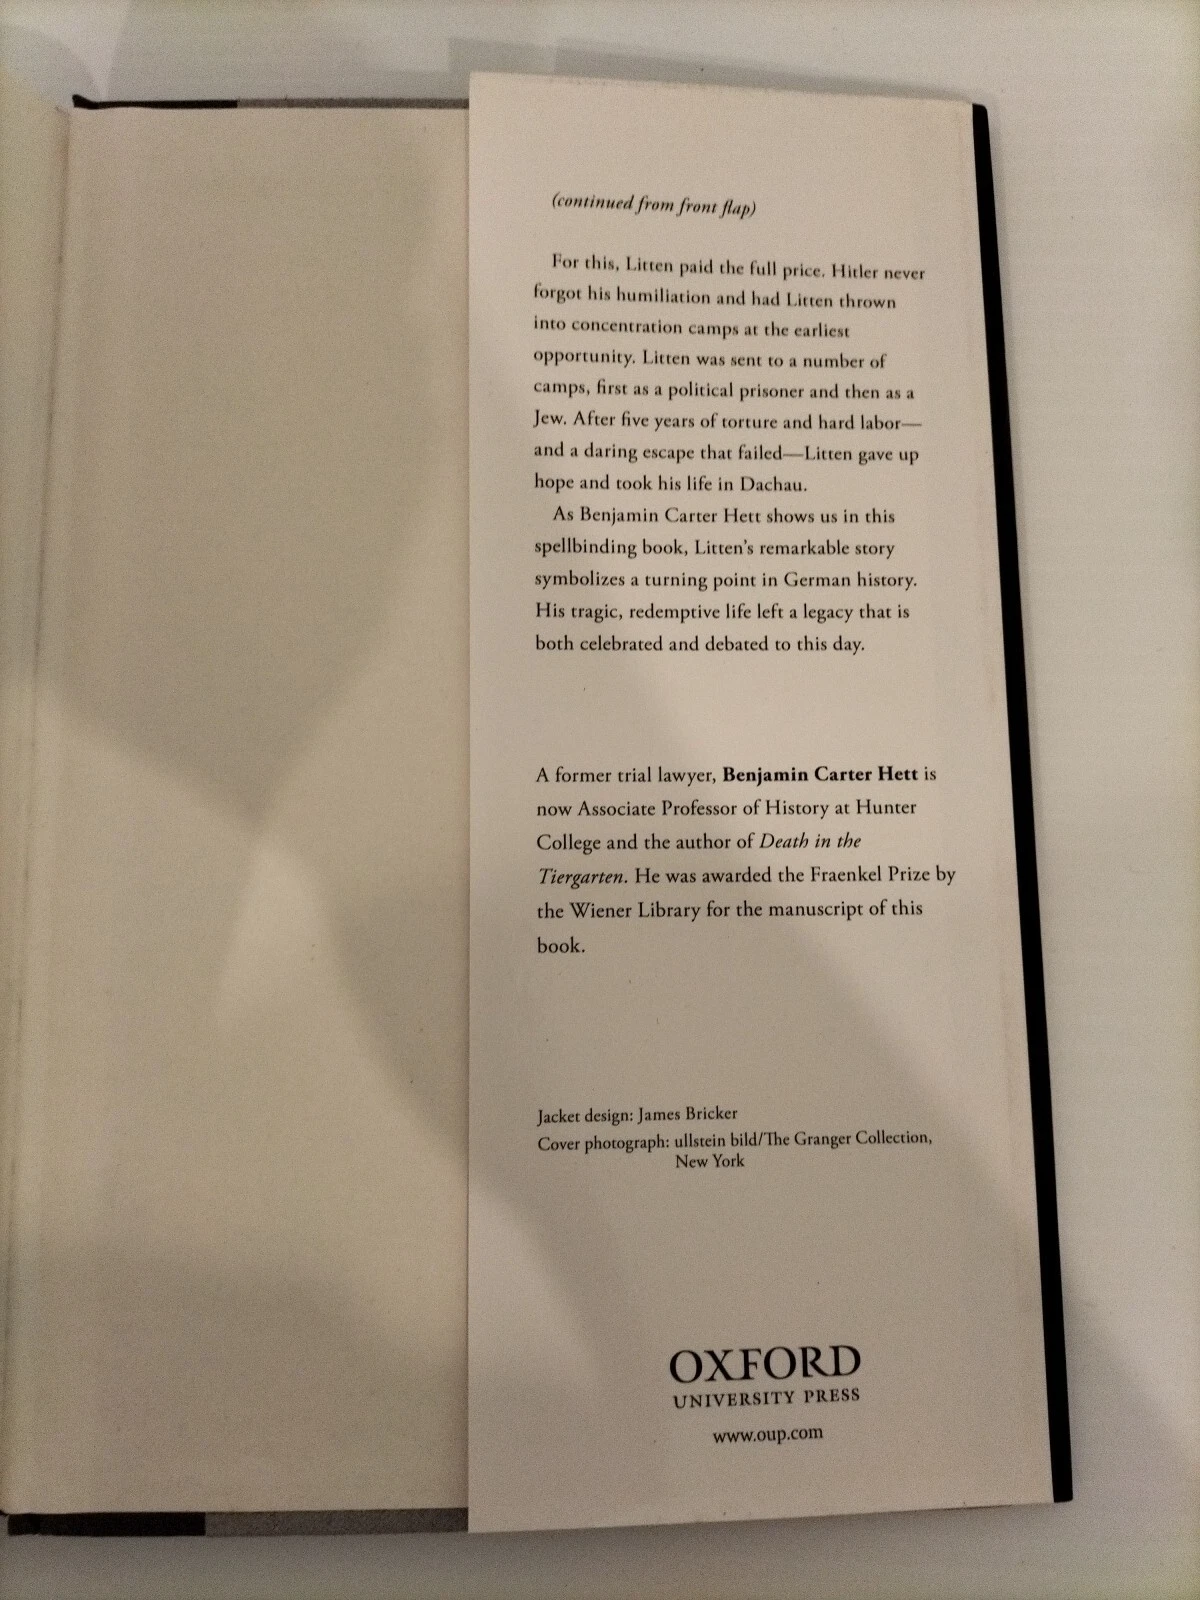 (continued from front flap)
For this, Litten paid the full price. Hitler never
forgot his humiliation and had Litten thrown
into concentration camps at the earliest
opportunity. Litten was sent to a number of
camps, first as a political prisoner and then as a
Jew. After five years of torture and hard labor—
and a daring escape that failed—Litten gave up
hope and took his life in Dachau.
As Benjamin Carter Hett shows us in this
spellbinding book, Litten's remarkable story
symbolizes a turning point in German history.
His tragic, redemptive life left a legacy that is
both celebrated and debated to this day.
A former trial lawyer, Benjamin Carter Hett is
now Associate Professor of History at Hunter
College and the author of Death in the
Tiergarten. He was awarded the Fraenkel Prize by
the Wiener Library for the manuscript of this
book.
Jacket design: James Bricker
Cover photograph: ullstein bild/The Granger Collection,
New York
OXFORD
UNIVERSITY PRESS
www.oup.com